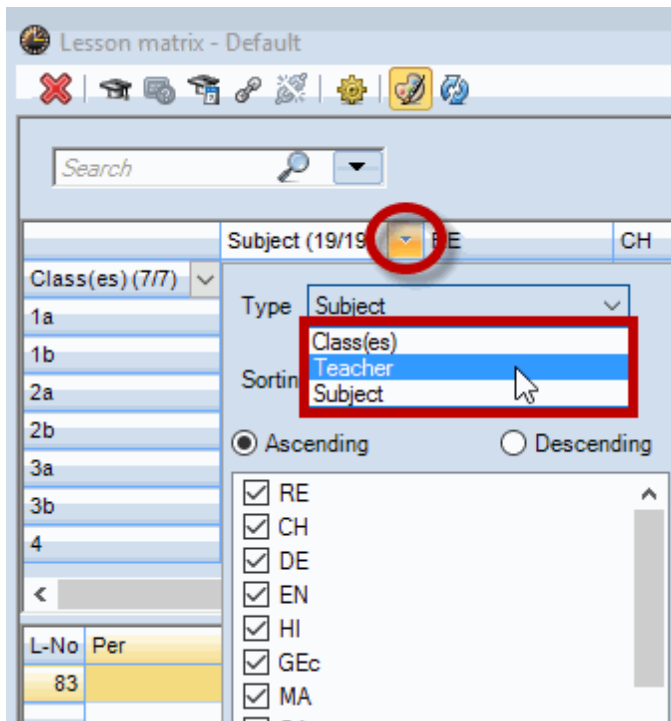 Lesson matrix - Default
Search
Subject (19/19 CH
Class(es) (7/7)
1a
1b
2a
2b
3a
3b
4
Type Subject
Class(es)
Teacher
Subject
Sortin
Ascending Descending
RE
CH
DE
EN
HI
GEc
MA
L-No Per
83